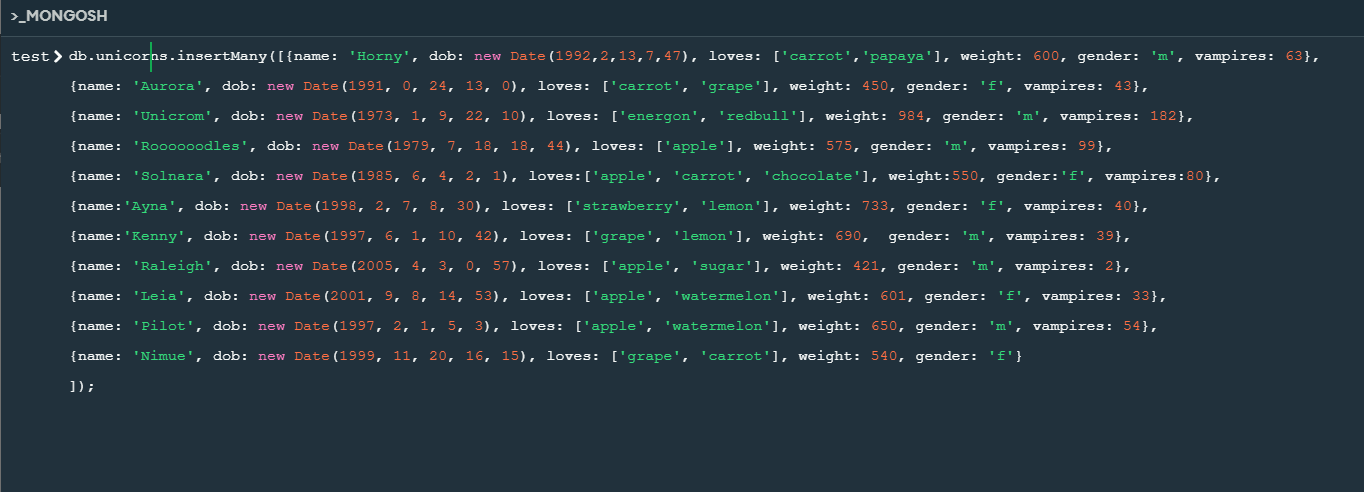 >_MONGOSH
test> db.unicorns.insertMany([{name: 'Horny', dob: new Date(1992,2,13,7,47), loves: ['carrot','papaya'], weight: 600, gender: 'm', vampires: 63},
{name: 'Aurora', dob: new Date(1991, 0, 24, 13, 0), loves: ['carrot', 'grape'], weight: 450, gender: 'f', vampires: 43},
{name: 'Unicrom', dob: new Date(1973, 1, 9, 22, 10), loves: ['energon', 'redbull'], weight: 984, gender: 'm', vampires: 182},
{name: 'Roooooodles', dob: new Date(1979, 7, 18, 18, 44), loves: ['apple'], weight: 575, gender: 'm', vampires: 99},
{name: 'Solnara', dob: new Date(1985, 6, 4, 2, 1), loves:['apple', 'carrot', 'chocolate'], weight:550, gender:'f', vampires:80},
{name:'Ayna', dob: new Date(1998, 2, 7, 8, 30), loves: ['strawberry', 'lemon'], weight: 733, gender: 'f', vampires: 40},
{name:'Kenny', dob: new Date(1997, 6, 1, 10, 42), loves: ['grape', 'lemon'], weight: 690,  gender: 'm', vampires: 39},
{name: 'Raleigh', dob: new Date(2005, 4, 3, 0, 57), loves: ['apple', 'sugar'], weight: 421, gender: 'm', vampires: 2},
{name: 'Leia', dob: new Date(2001, 9, 8, 14, 53), loves: ['apple', 'watermelon'], weight: 601, gender: 'f', vampires: 33},
{name: 'Pilot', dob: new Date(1997, 2, 1, 5, 3), loves: ['apple', 'watermelon'], weight: 650, gender: 'm', vampires: 54},
{name: 'Nimue', dob: new Date(1999, 11, 20, 16, 15), loves: ['grape', 'carrot'], weight: 540, gender: 'f'}
]);